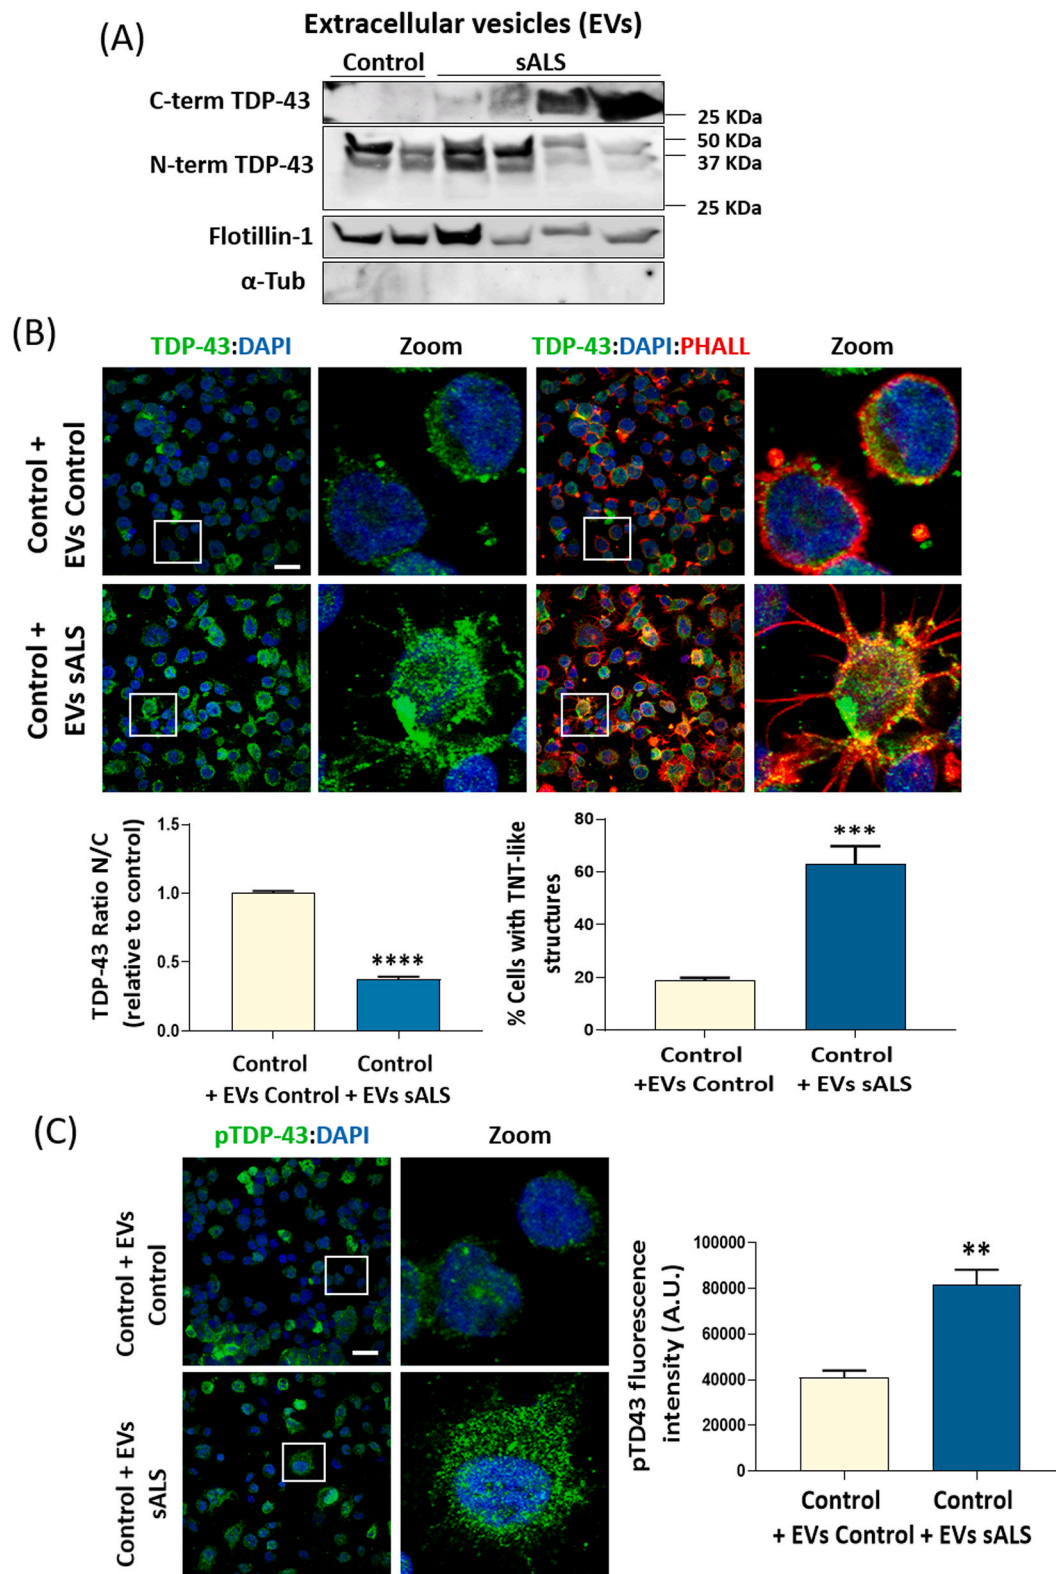 (A)
Extracellular vesicles (EVs)
Control
sALS
C-term TDP-43
25 KDa
50 KDa
N-term TDP-43
37 KDa
25 KDa
Flotillin-1
α-Tub
(B)
TDP-43:DAPI
Zoom
TDP-43:DAPI:PHALL
Zoom
Control +
EVs Control
Control +
EVs sALS
TDP-43 Ratio N/C
(relative to control)
1.5
1.0
0.5
0.0
****
Control
+ EVs Control
Control
+ EVs sALS
% Cells with TNT-like
structures
80
60
40
20
0
***
Control
+EVs Control
Control
+ EVs sALS
(C)
pTDP-43:DAPI
Zoom
Control + EVs
Control
Control + EVs
sALS
pTD43 fluorescence
intensity (A.U.)
100000
80000
60000
40000
20000
0
**
Control
+ EVs Control
Control
+ EVs sALS